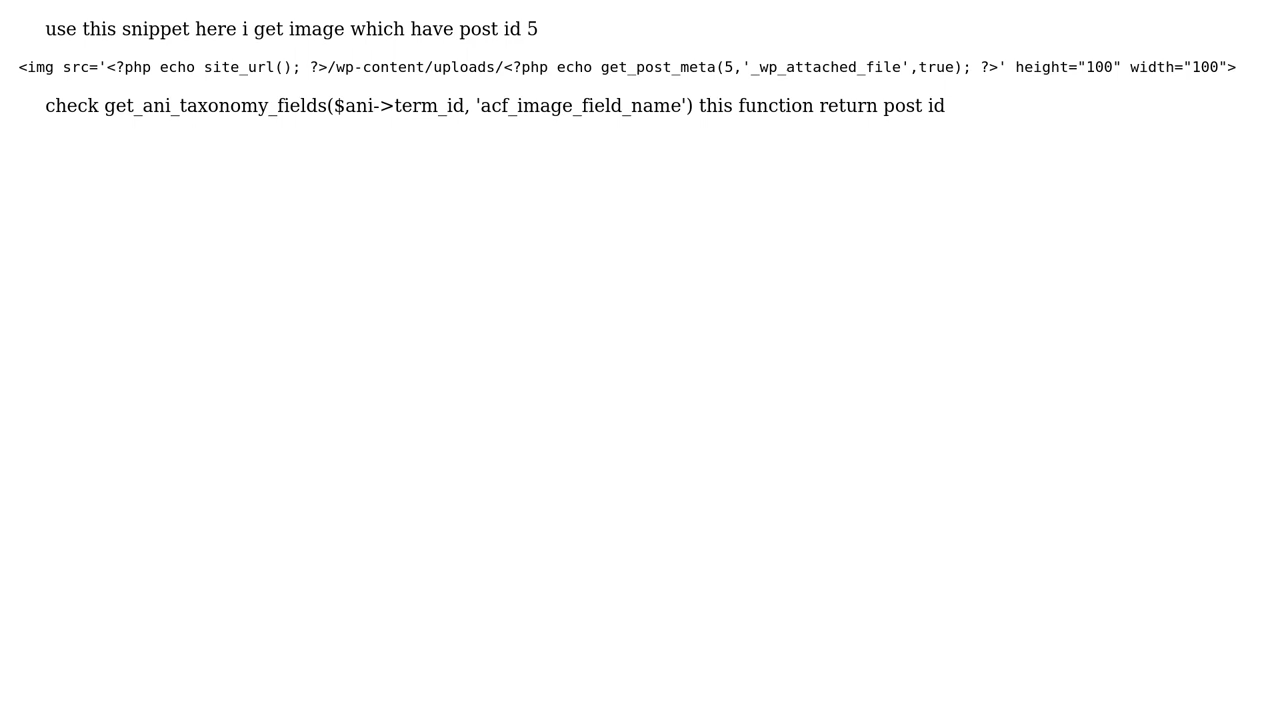 use this snippet here i get image which have post id 5
<img src='<?php echo site_url(); ?>/wp-content/uploads/<?php echo get_post_meta(5,'_wp_attached_file',true); ?>' height="100" width="100">
check get_ani_taxonomy_fields($ani->term_id, 'acf_image_field_name') this function return post id